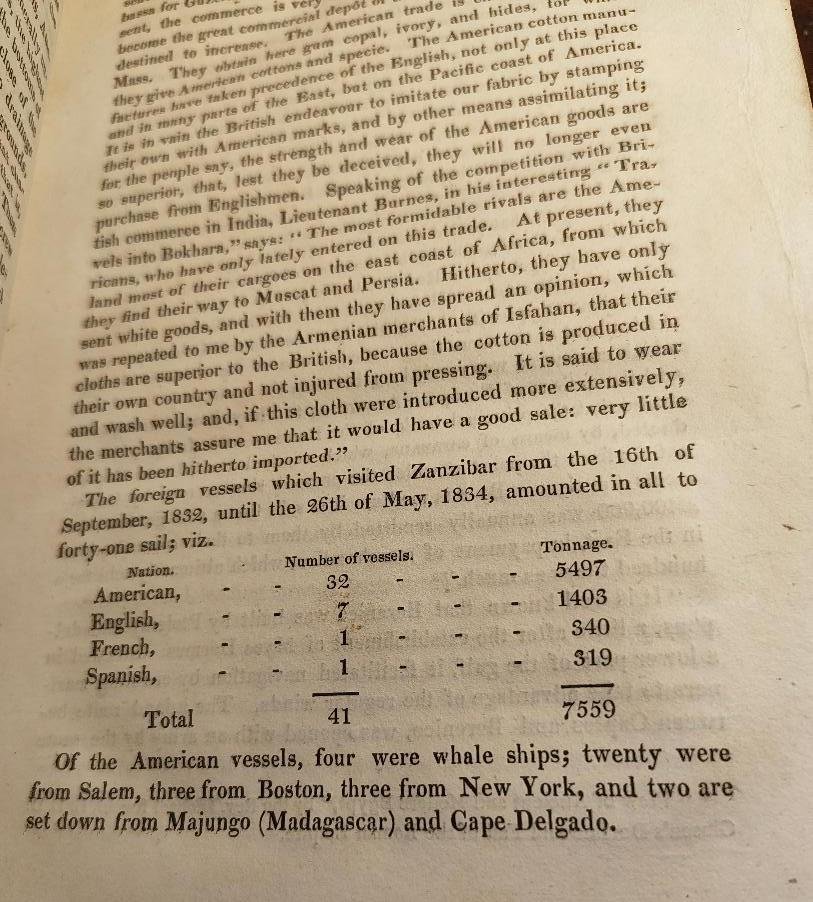 bassa for
sent, the commerce is very
become the great commercial depôt of
destined to increase. The American trade is
Mass. They obtain here gum copal, ivory, and hides, for
they give American cottons and specie. The American cotton manu-
factures have taken precedence of the English, not only at this place
and in many parts of the East, but on the Pacific coast of America.
It is in vain the British endeavour to imitate our fabric by stamping
their own with American marks, and by other means assimilating it;
for the people say, the strength and wear of the American goods are
so superior, that, lest they be deceived, they will no longer even
purchase from Englishmen. Speaking of the competition with Bri-
tish commerce in India, Lieutenant Burnes, in his interesting “Tra-
vels into Bokhara,” says: “The most formidable rivals are the Ame-
ricans, who have only lately entered on this trade. At present, they
land most of their cargoes on the east coast of Africa, from which
they find their way to Muscat and Persia. Hitherto, they have only
sent white goods, and with them they have spread an opinion, which
was repeated to me by the Armenian merchants of Isfahan, that their
cloths are superior to the British, because the cotton is produced in
their own country and not injured from pressing. It is said to wear
and wash well; and, if this cloth were introduced more extensively,
the merchants assure me that it would have a good sale: very little
of it has been hitherto imported.”
The foreign vessels which visited Zanzibar from the 16th of
September, 1832, until the 26th of May, 1834, amounted in all to
forty-one sail; viz.
Nation. Number of vessels. Tonnage.
American, - - 32 - - - 5497
English, - - 7 - - - 1403
French, - - 1 - - - 340
Spanish, - - 1 - - - 319
Total 41 7559
Of the American vessels, four were whale ships; twenty were
from Salem, three from Boston, three from New York, and two are
set down from Majungo (Madagascar) and Cape Delgado.